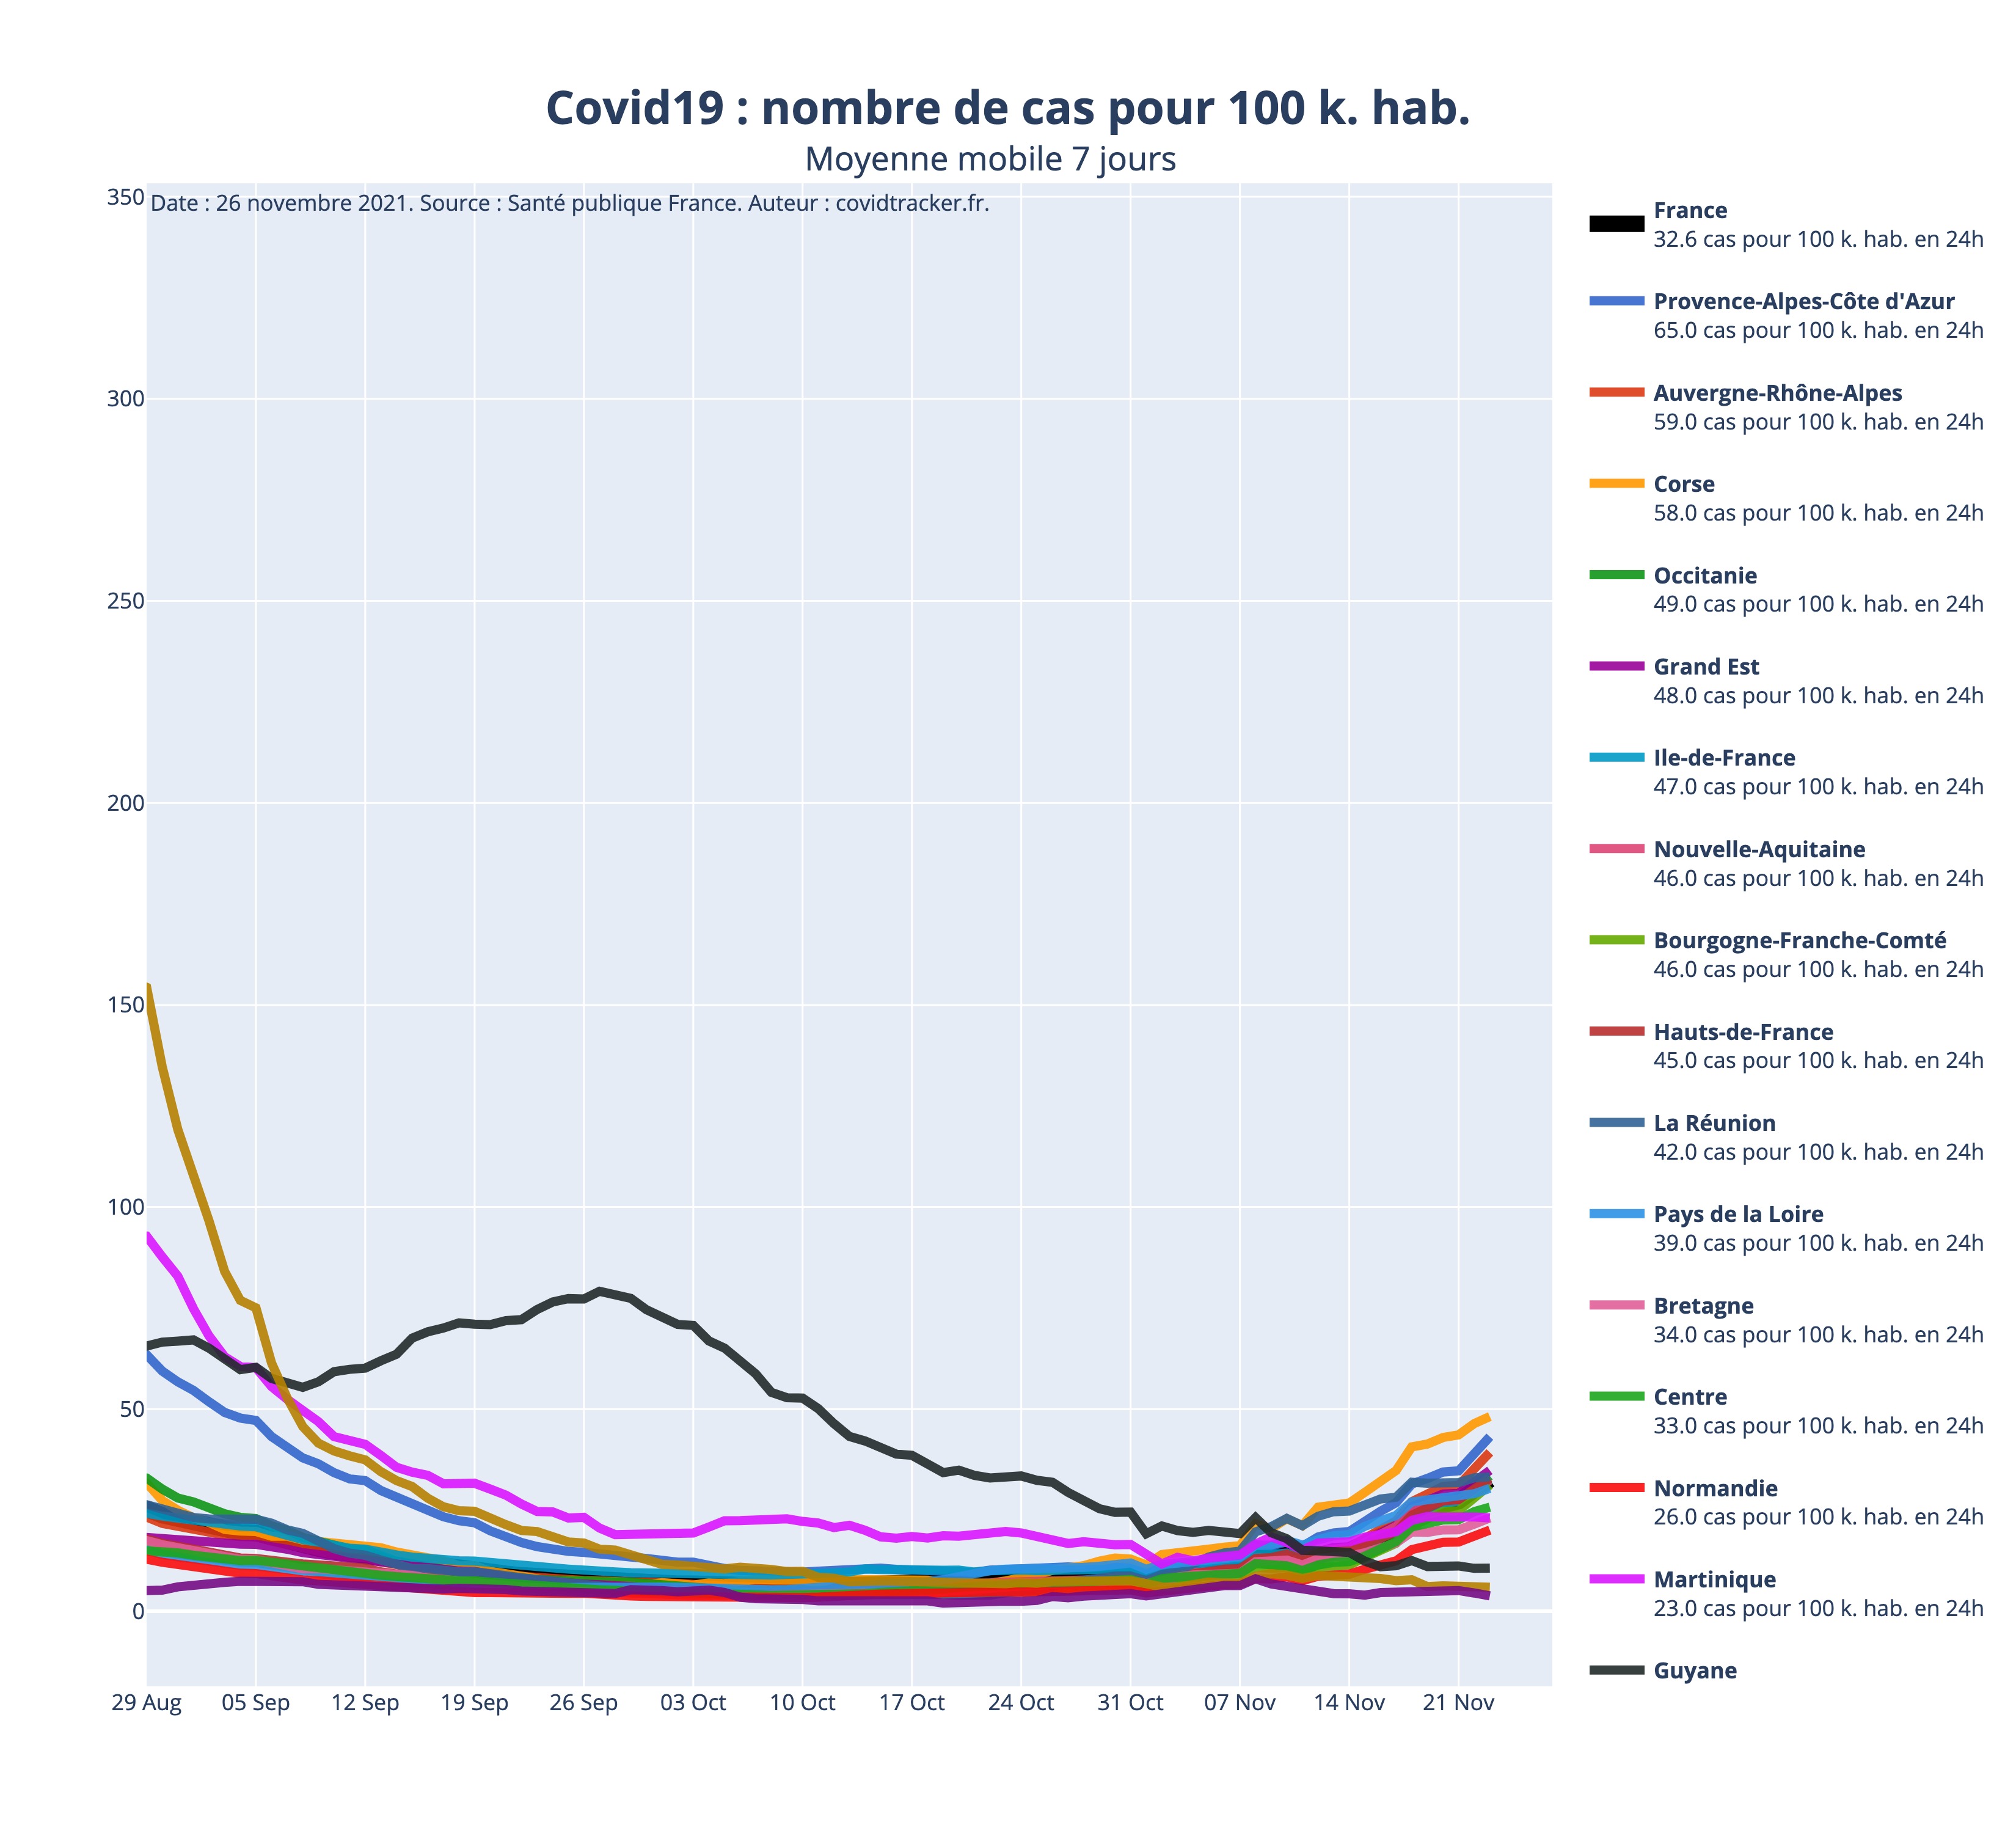 Covid19 : nombre de cas pour 100 k. hab.
Moyenne mobile 7 jours
Date : 26 novembre 2021. Source : Santé publique France. Auteur : covidtracker.fr.
350
300
250
200
150
100
50
0
29 Aug
05 Sep
12 Sep
19 Sep
26 Sep
03 Oct
10 Oct
17 Oct
24 Oct
31 Oct
07 Nov
14 Nov
21 Nov
France
32.6 cas pour 100 k. hab. en 24h
Provence-Alpes-Côte d'Azur
65.0 cas pour 100 k. hab. en 24h
Auvergne-Rhône-Alpes
59.0 cas pour 100 k. hab. en 24h
Corse
58.0 cas pour 100 k. hab. en 24h
Occitanie
49.0 cas pour 100 k. hab. en 24h
Grand Est
48.0 cas pour 100 k. hab. en 24h
Ile-de-France
47.0 cas pour 100 k. hab. en 24h
Nouvelle-Aquitaine
46.0 cas pour 100 k. hab. en 24h
Bourgogne-Franche-Comté
46.0 cas pour 100 k. hab. en 24h
Hauts-de-France
45.0 cas pour 100 k. hab. en 24h
La Réunion
42.0 cas pour 100 k. hab. en 24h
Pays de la Loire
39.0 cas pour 100 k. hab. en 24h
Bretagne
34.0 cas pour 100 k. hab. en 24h
Centre
33.0 cas pour 100 k. hab. en 24h
Normandie
26.0 cas pour 100 k. hab. en 24h
Martinique
23.0 cas pour 100 k. hab. en 24h
Guyane